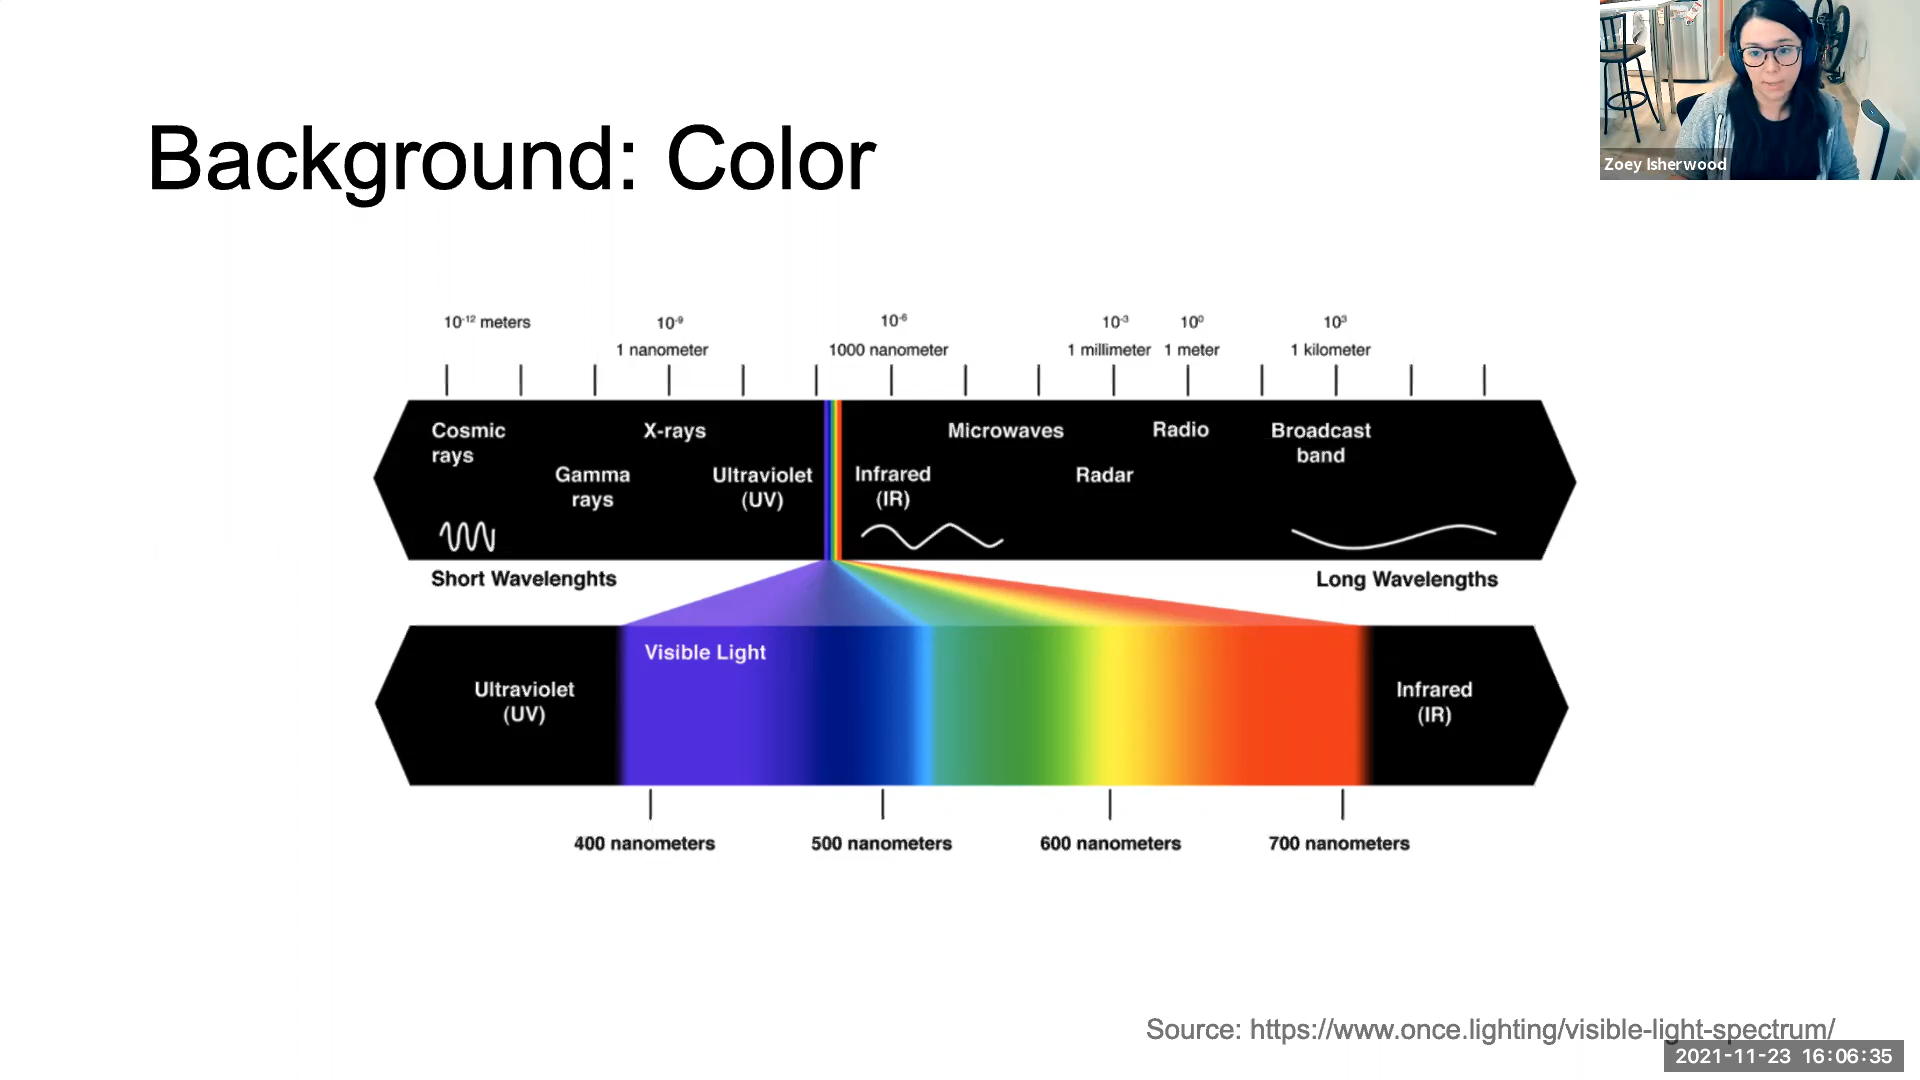 Zoey Isherwood
Background: Color
10⁻¹² meters
10⁻⁹
10⁻⁶
10⁻³
10⁰
10³
1 nanometer
1000 nanometer
1 millimeter
1 meter
1 kilometer
Cosmic
rays
Gamma
rays
X-rays
Ultraviolet
(UV)
Infrared
(IR)
Microwaves
Radar
Radio
Broadcast
band
Short Wavelenghts
Long Wavelengths
Visible Light
Ultraviolet
(UV)
Infrared
(IR)
400 nanometers
500 nanometers
600 nanometers
700 nanometers
Source: https://www.once.lighting/visible-light-spectrum/
2021-11-23 16:06:35